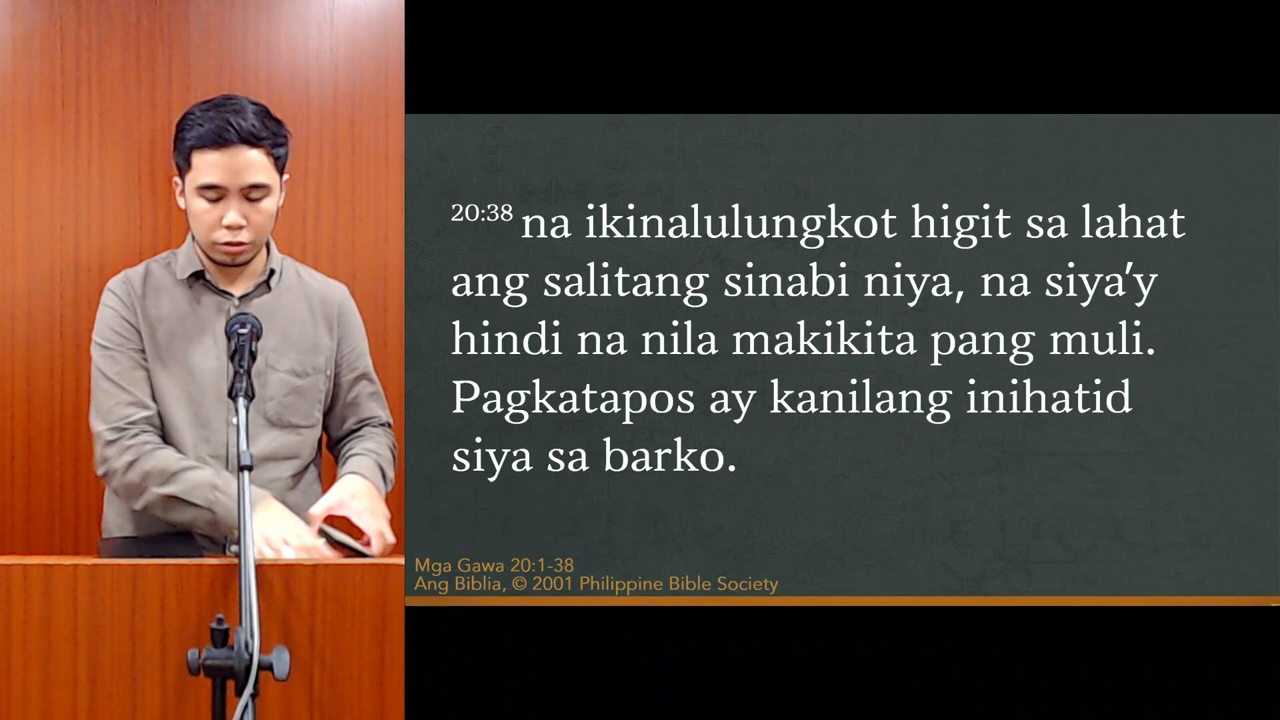 20:38 na ikinalulungkot higit sa lahat
ang salitang sinabi niya, na siya’y
hindi na nila makikita pang muli.
Pagkatapos ay kanilang inihatid
siya sa barko.
Mga Gawa 20:1-38
Ang Biblia, © 2001 Philippine Bible Society